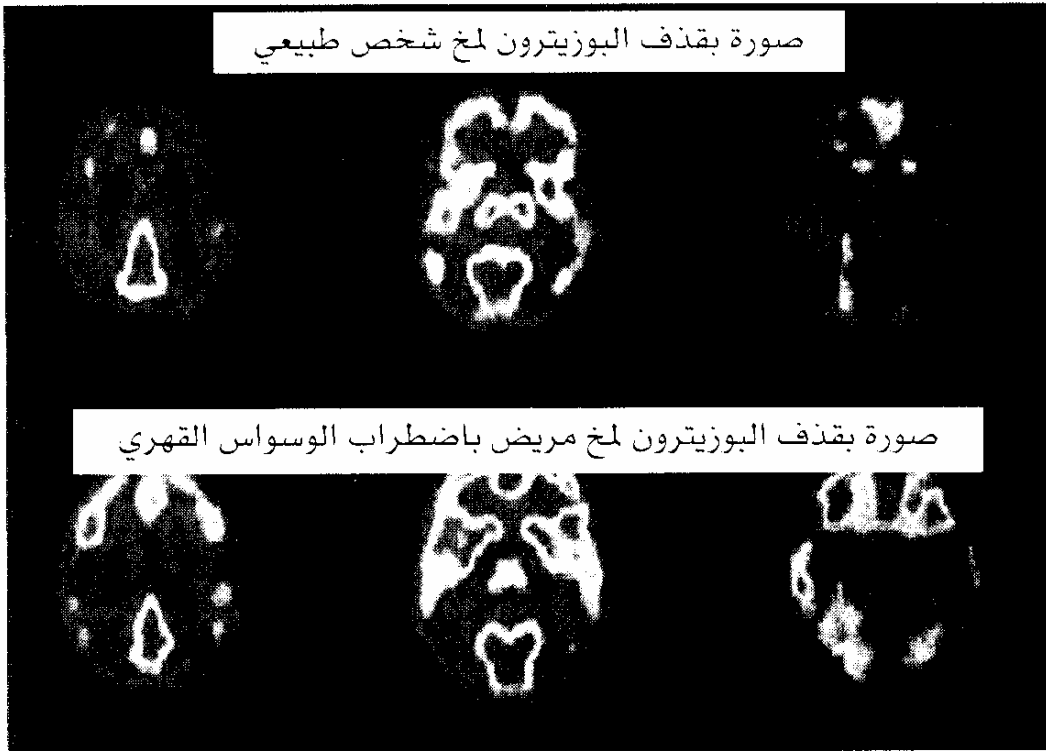 صورة بقذف البوزيترون لمخ شخص طبيعي
صورة بقذف البوزيترون لمخ مريض باضطراب الوسواس القهري